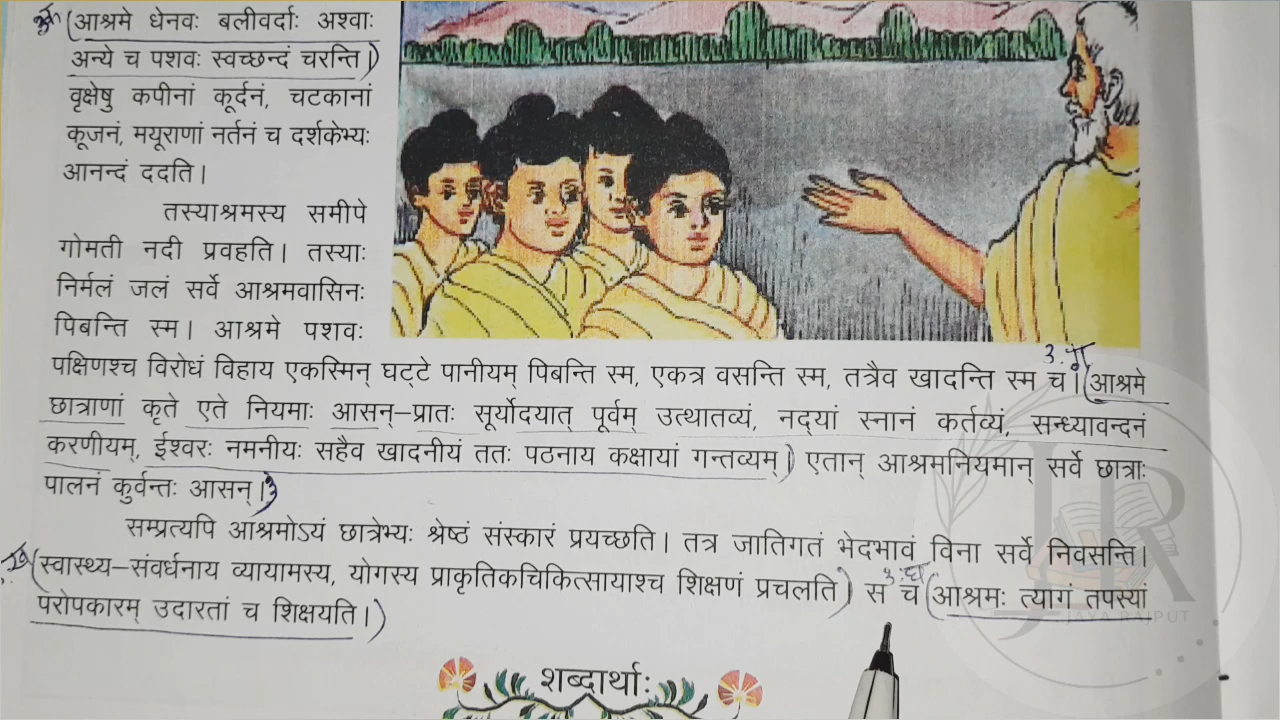 (आश्रमे धेनवः बलीवर्दाः अश्वाः
अन्ये च पशवः स्वच्छन्दं चरन्ति।)
वृक्षेषु कपीनां कूर्दनं, चटकानां
कूजनं, मयूराणां नर्तनं च दर्शकेभ्यः
आनन्दं ददति।
तस्याश्रमस्य समीपे
गोमती नदी प्रवहति। तस्याः
निर्मलं जलं सर्वे आश्रमवासिनः
पिबन्ति स्म। आश्रमे पशवः
3. ग
पक्षिणश्च विरोधं विहाय एकस्मिन् घट्टे पानीयम् पिबन्ति स्म, एकत्र वसन्ति स्म, तत्रैव खादन्ति स्म च। (आश्रमे
छात्राणां कृते एते नियमाः आसन्–प्रातः सूर्योदयात् पूर्वम् उत्थातव्यं, नद्यां स्नानं कर्तव्यं, सन्ध्यावन्दनं
करणीयम्, ईश्वरः नमनीयः सहैव खादनीयं ततः पठनाय कक्षायां गन्तव्यम्) एतान् आश्रमनियमान् सर्वे छात्राः
पालनं कुर्वन्तः आसन्।
सम्प्रत्यपि आश्रमोऽयं छात्रेभ्यः श्रेष्ठं संस्कारं प्रयच्छति। तत्र जातिगतं भेदभावं विना सर्वे निवसन्ति।
3. घ
(स्वास्थ्य–संवर्धनाय व्यायामस्य, योगस्य प्राकृतिकचिकित्सायाश्च शिक्षणं प्रचलति) स च (आश्रमः त्यागं तपस्यां
परोपकारम् उदारतां च शिक्षयति।)
शब्दार्थाः
JR
JAYA RAJPUT